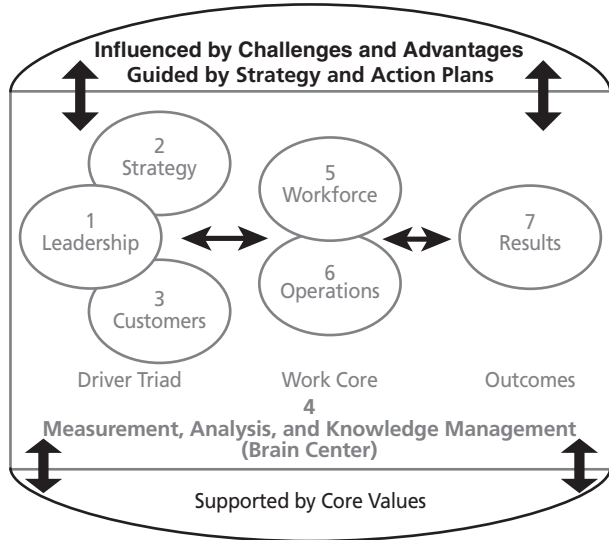 Influenced by Challenges and Advantages
Guided by Strategy and Action Plans
2
Strategy
1
Leadership
3
Customers
5
Workforce
6
Operations
7
Results
Driver Triad
Work Core
Outcomes
4
Measurement, Analysis, and Knowledge Management
(Brain Center)
Supported by Core Values